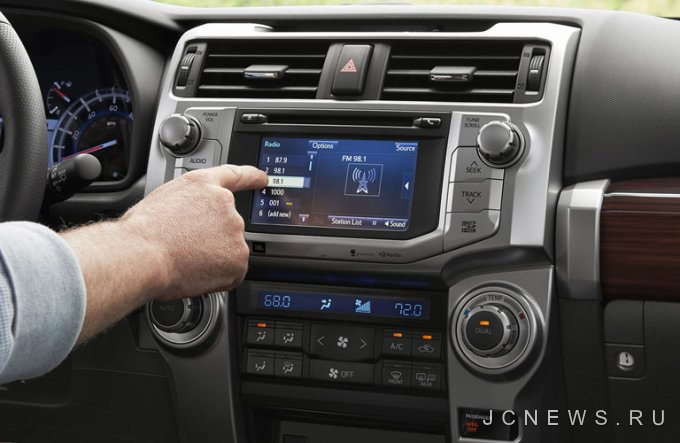 POWER
VOL
TUNE
SCROLL
AUDIO
Radio
Options
Source
1 87.9
2 98.1
98.1
4 1000
5 001
6 (add new)
FM 98.1
Station List
Sound
SEEK
TRACK
JBL
HD Radio
68.0
72.0
AUTO
OFF
A/C
FRONT
REAR
TEMP
DUAL
PASSENGER
JCNEWS.RU